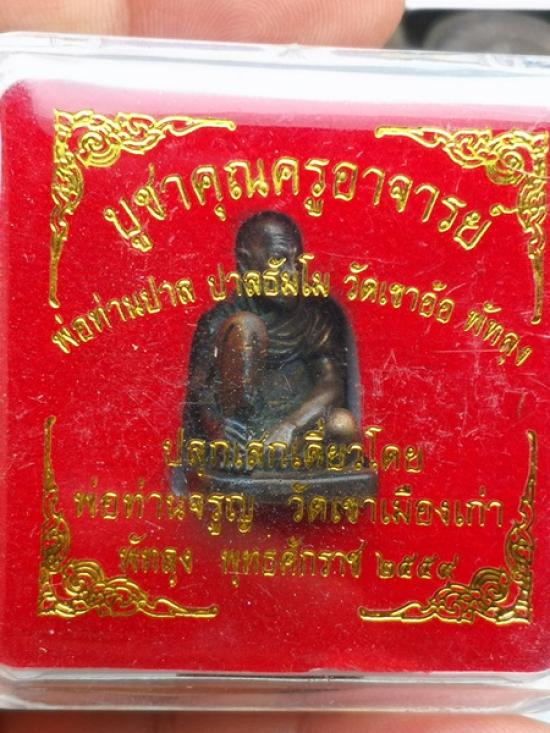 บูชาคุณครูอาจารย์
พ่อท่านปาล ปาลธัมโม วัดเขาอ้อ พัทลุง
ปลุกเสกเดี่ยวโดย
พ่อท่านจรูญ วัดเขาเมืองเก่า
พัทลุง พุทธศักราช ๒๕๕๔